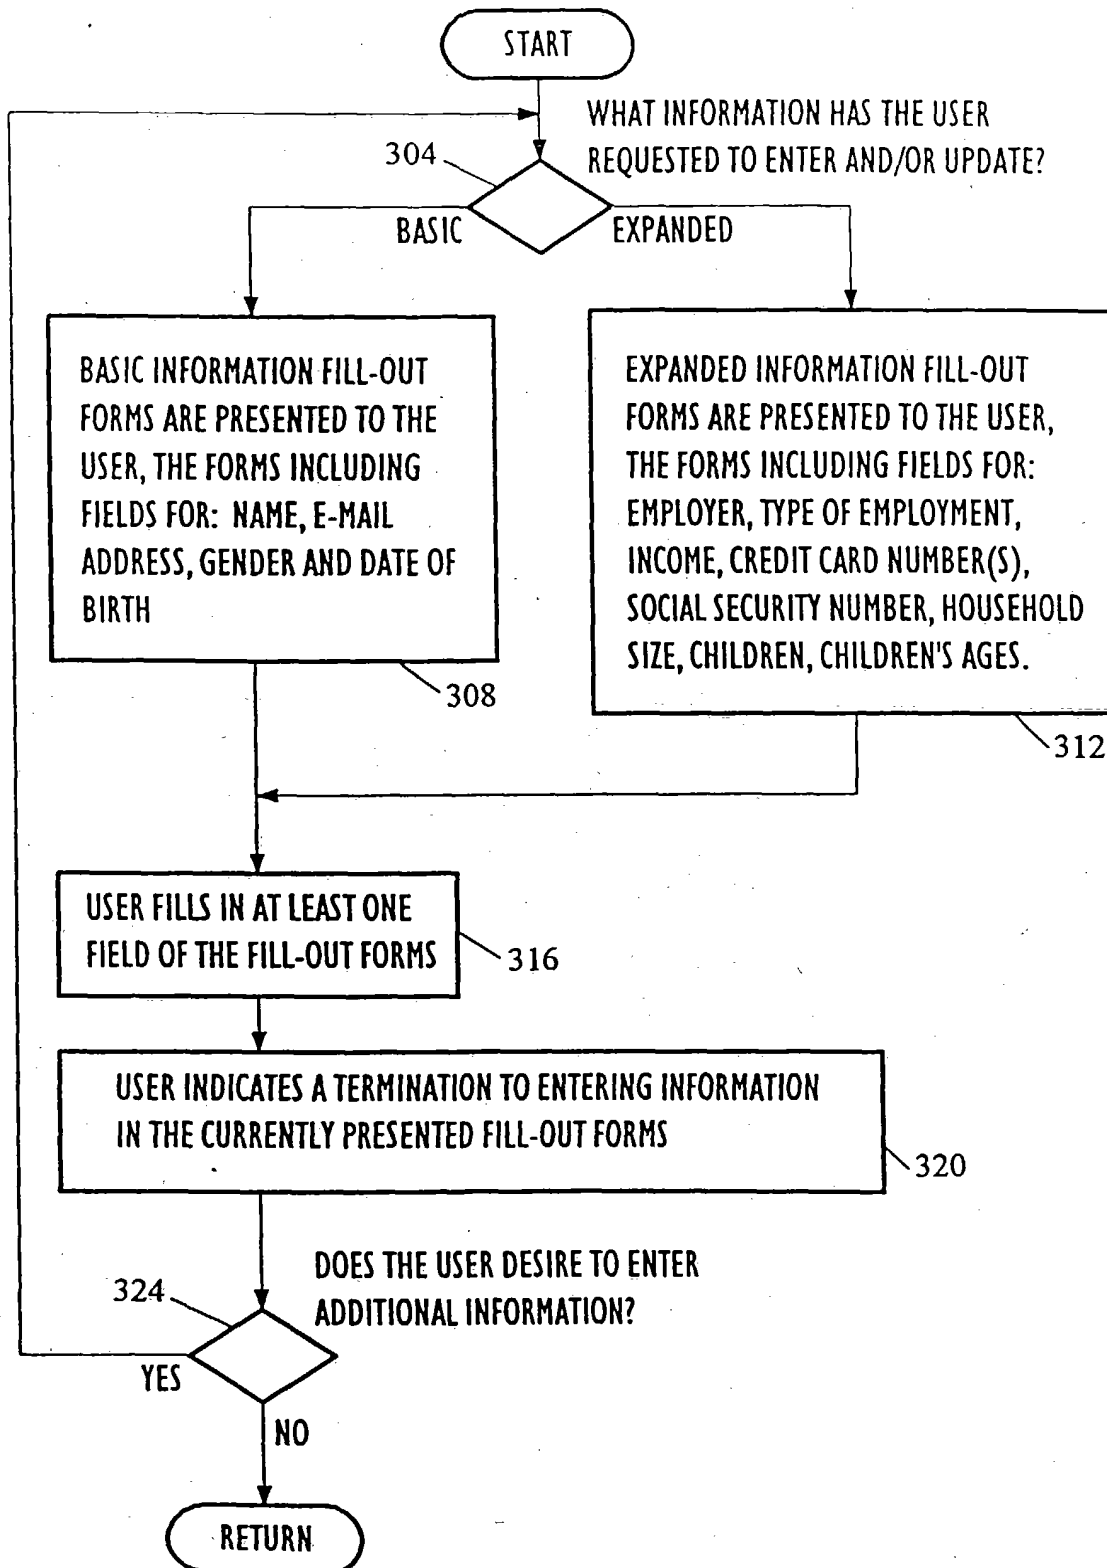 START
WHAT INFORMATION HAS THE USER
REQUESTED TO ENTER AND/OR UPDATE?
304
BASIC
EXPANDED
BASIC INFORMATION FILL-OUT
FORMS ARE PRESENTED TO THE
USER, THE FORMS INCLUDING
FIELDS FOR: NAME, E-MAIL
ADDRESS, GENDER AND DATE OF
BIRTH
308
EXPANDED INFORMATION FILL-OUT
FORMS ARE PRESENTED TO THE USER,
THE FORMS INCLUDING FIELDS FOR:
EMPLOYER, TYPE OF EMPLOYMENT,
INCOME, CREDIT CARD NUMBER(S),
SOCIAL SECURITY NUMBER, HOUSEHOLD
SIZE, CHILDREN, CHILDREN'S AGES.
312
USER FILLS IN AT LEAST ONE
FIELD OF THE FILL-OUT FORMS
316
USER INDICATES A TERMINATION TO ENTERING INFORMATION
IN THE CURRENTLY PRESENTED FILL-OUT FORMS
320
DOES THE USER DESIRE TO ENTER
ADDITIONAL INFORMATION?
324
YES
NO
RETURN